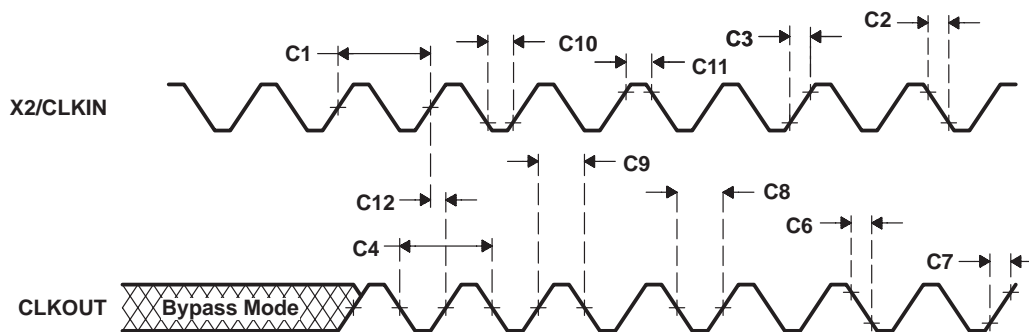 C1
C10
C11
C3
C2
X2/CLKIN
C9
C8
C12
C4
C6
C7
CLKOUT
Bypass Mode